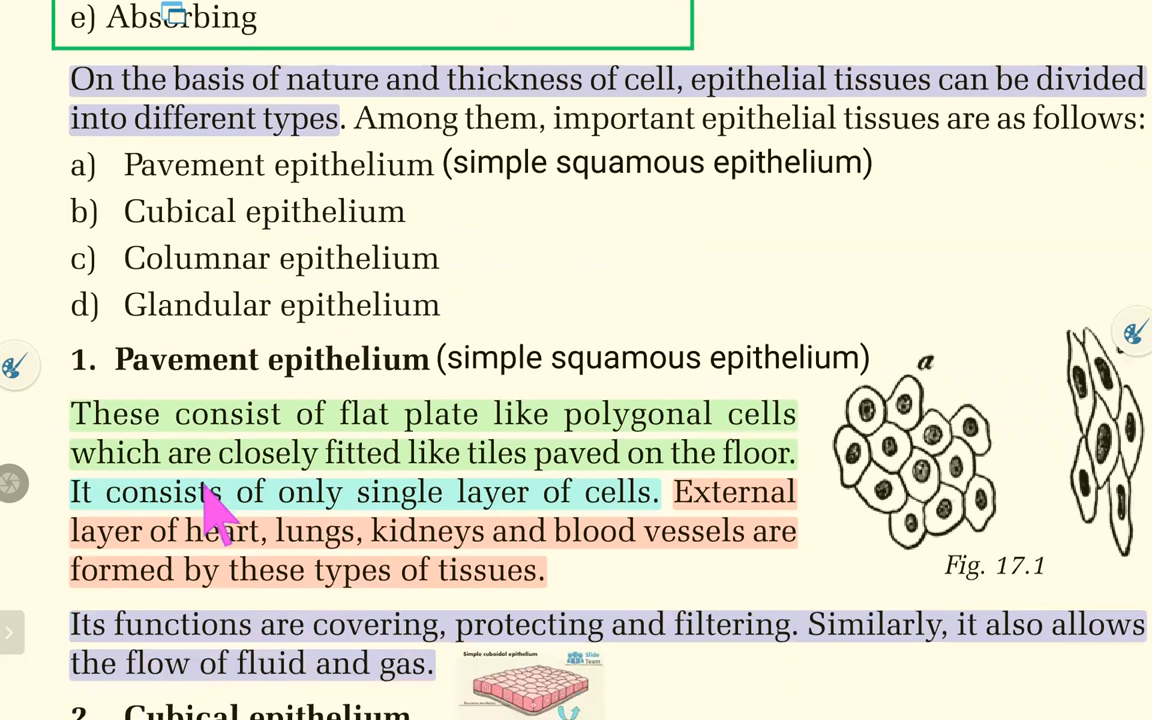 e) Absorbing
On the basis of nature and thickness of cell, epithelial tissues can be divided
into different types. Among them, important epithelial tissues are as follows:
a) Pavement epithelium (simple squamous epithelium)
b) Cubical epithelium
c) Columnar epithelium
d) Glandular epithelium
1. Pavement epithelium (simple squamous epithelium)
a
These consist of flat plate like polygonal cells
which are closely fitted like tiles paved on the floor.
It consists of only single layer of cells. External
layer of heart, lungs, kidneys and blood vessels are
formed by these types of tissues.
Fig. 17.1
Its functions are covering, protecting and filtering. Similarly, it also allows
the flow of fluid and gas.
Simple cuboidal epithelium
Slide
Team
2. Cubical epithelium